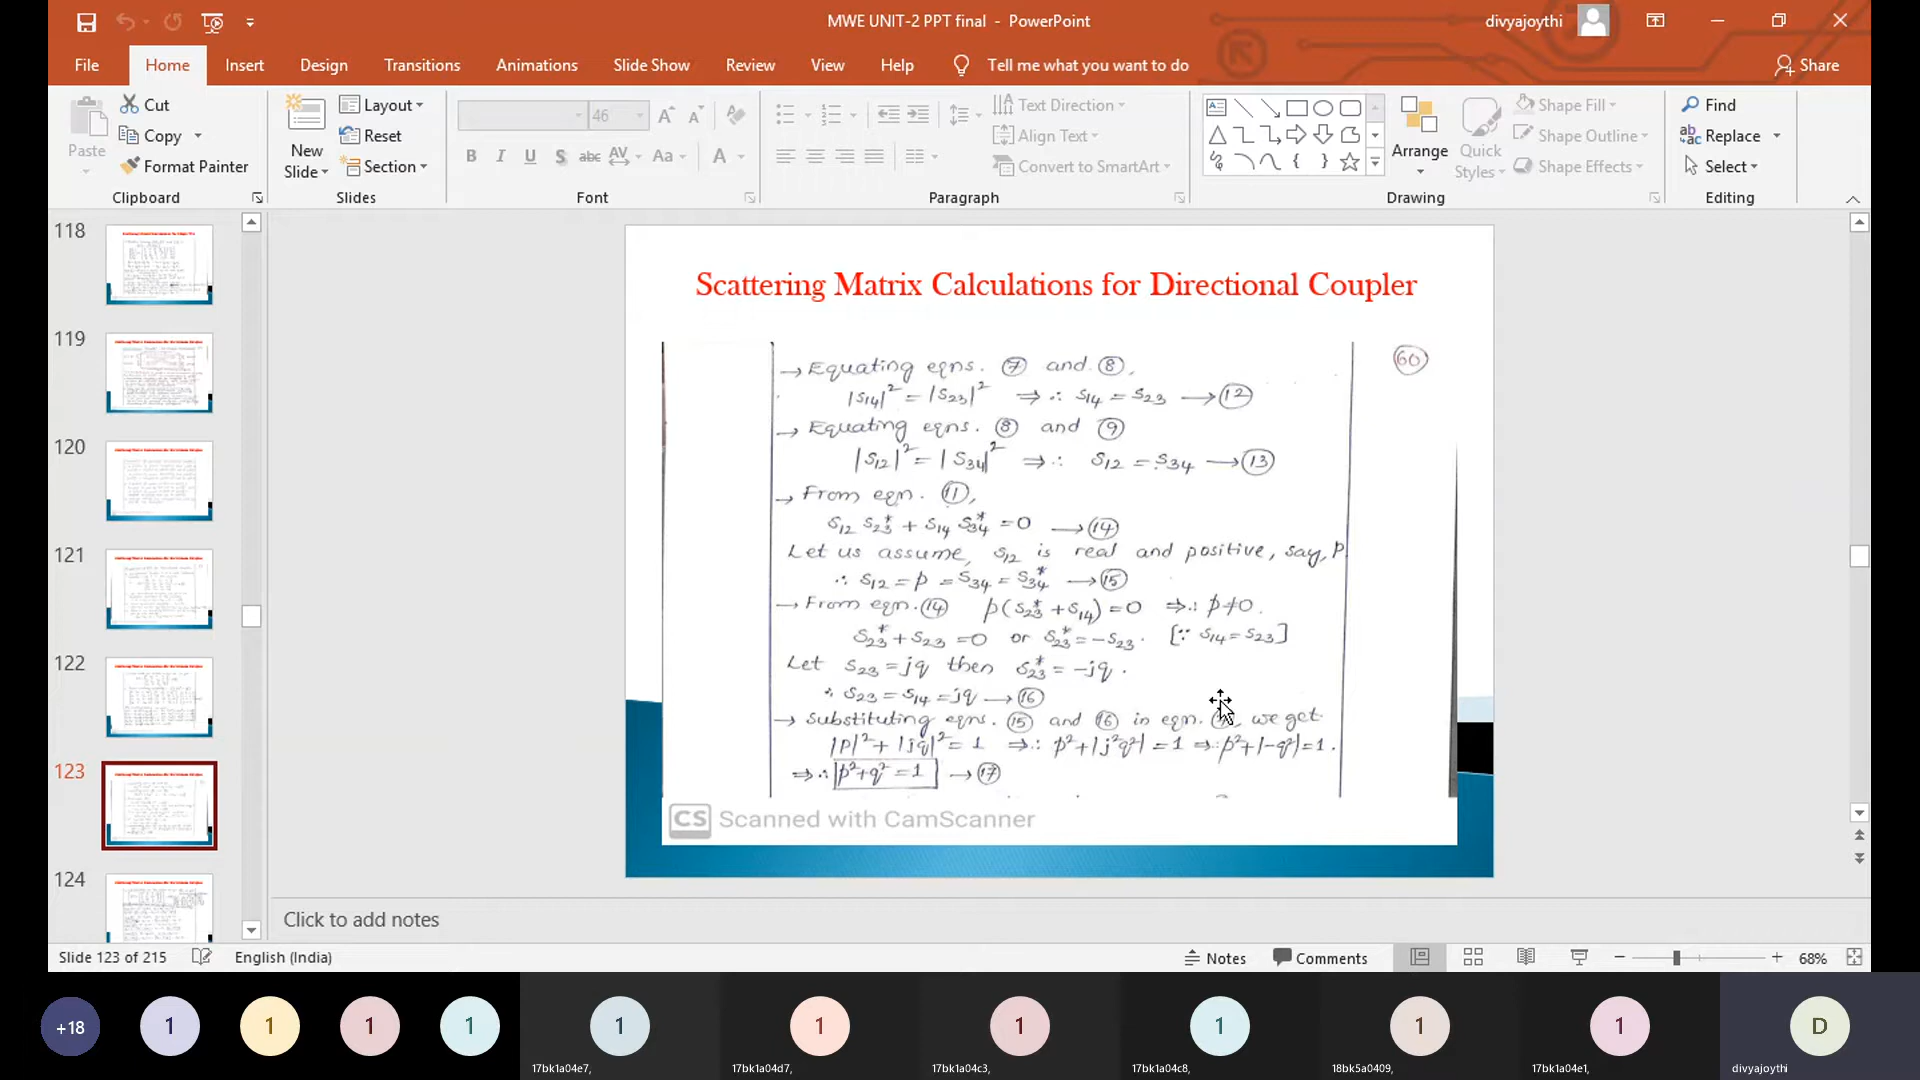 MWE UNIT-2 PPT final - PowerPoint
divyajoythi
File Home Insert Design Transitions Animations Slide Show Review View Help Tell me what you want to do Share
Paste
Cut
Copy
Format Painter
Clipboard
New Slide
Layout
Reset
Section
Slides
46
B I U S abc AV Aa A
Font
Text Direction
Align Text
Convert to SmartArt
Paragraph
Arrange
Quick Styles
Shape Fill
Shape Outline
Shape Effects
Drawing
Find
Replace
Select
Editing
118
119
120
121
122
123
124
Scattering Matrix Calculations for Directional Coupler
60
→ Equating eqns. ⑦ and ⑧,
|S14|² = |S23|² ⇒ ∴ S14 = S23 → ⑫
→ Equating eqns. ⑧ and ⑨
|S12|² = |S34|² ⇒ ∴ S12 = S34 → ⑬
→ From eqn. ⑪,
S12 S23* + S14 S34* = 0 → ⑭
Let us assume, S12 is real and positive, say, P.
∴ S12 = p = S34 = S34* → ⑮
→ From eqn. ⑭ p(S23* + S14) = 0 ⇒ ∴ p ≠ 0.
S23* + S23 = 0 or S23* = -S23. [∵ S14 = S23]
Let S23 = jq then S23* = -jq.
∴ S23 = S14 = jq → ⑯
→ Substituting eqns. ⑮ and ⑯ in eqn. we get
|p|² + |jq|² = 1 ⇒ ∴ p² + |j²q²| = 1 ⇒ ∴ p² + |-q²| = 1.
⇒ ∴ p² + q² = 1 → ⑰
CS Scanned with CamScanner
Click to add notes
Slide 123 of 215 English (India) Notes Comments 68%
+18 1 1 1 1 1 1 1 1 1 1 D
17bk1a04e7, 17bk1a04d7, 17bk1a04c3, 17bk1a04c8, 18bk5a0409, 17bk1a04e1, divyajoythi